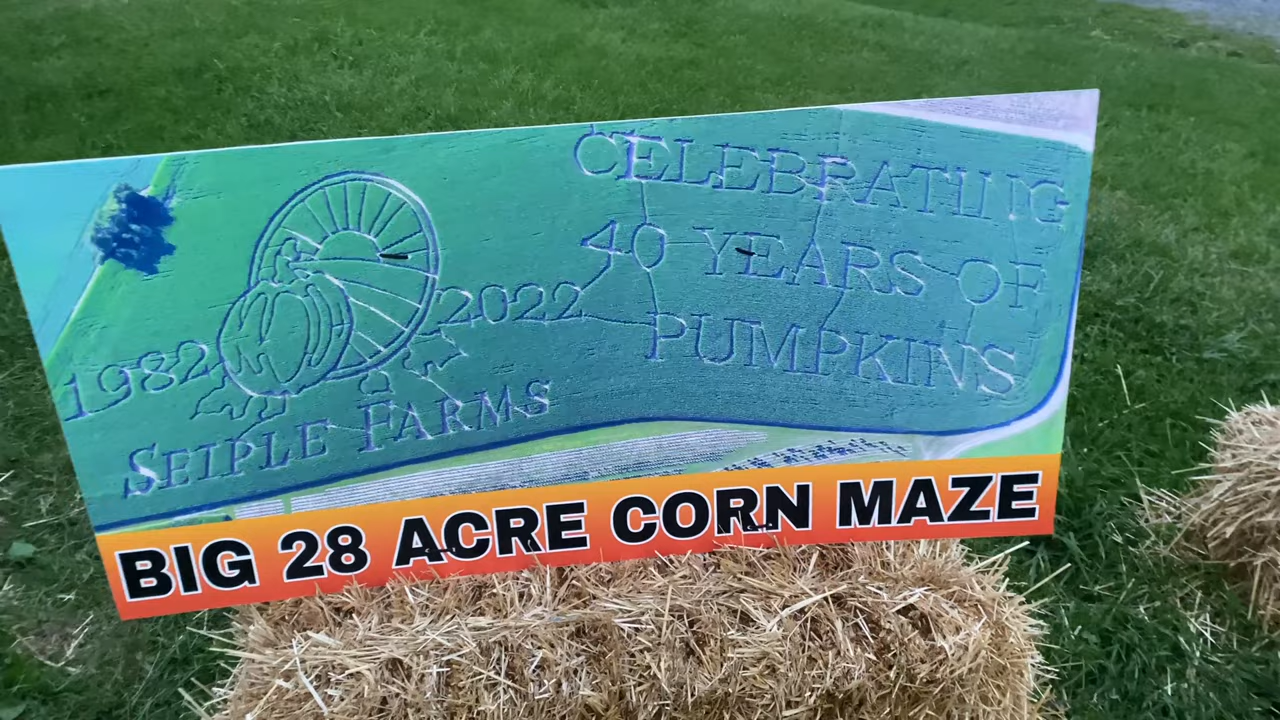 CELEBRATING
40 YEARS OF
PUMPKINS
1982
2022
SEIPLE FARMS
BIG 28 ACRE CORN MAZE